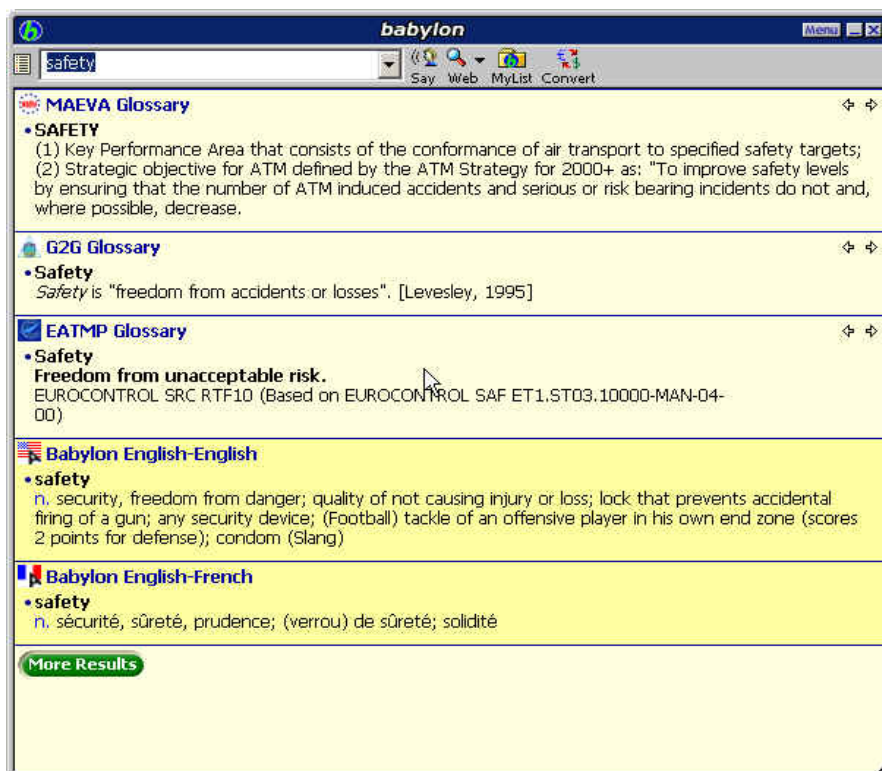 babylon
Menu
safety
Say Web MyList Convert
MAEVA Glossary
• SAFETY
(1) Key Performance Area that consists of the conformance of air transport to specified safety targets;
(2) Strategic objective for ATM defined by the ATM Strategy for 2000+ as: "To improve safety levels
by ensuring that the number of ATM induced accidents and serious or risk bearing incidents do not and,
where possible, decrease.
G2G Glossary
• Safety
Safety is "freedom from accidents or losses". [Levesley, 1995]
EATMP Glossary
• Safety
Freedom from unacceptable risk.
EUROCONTROL SRC RTF10 (Based on EUROCONTROL SAF ET1.ST03.10000-MAN-04-
00)
Babylon English-English
• safety
n. security, freedom from danger; quality of not causing injury or loss; lock that prevents accidental
firing of a gun; any security device; (Football) tackle of an offensive player in his own end zone (scores
2 points for defense); condom (Slang)
Babylon English-French
• safety
n. sécurité, sûreté, prudence; (verrou) de sûreté; solidité
More Results